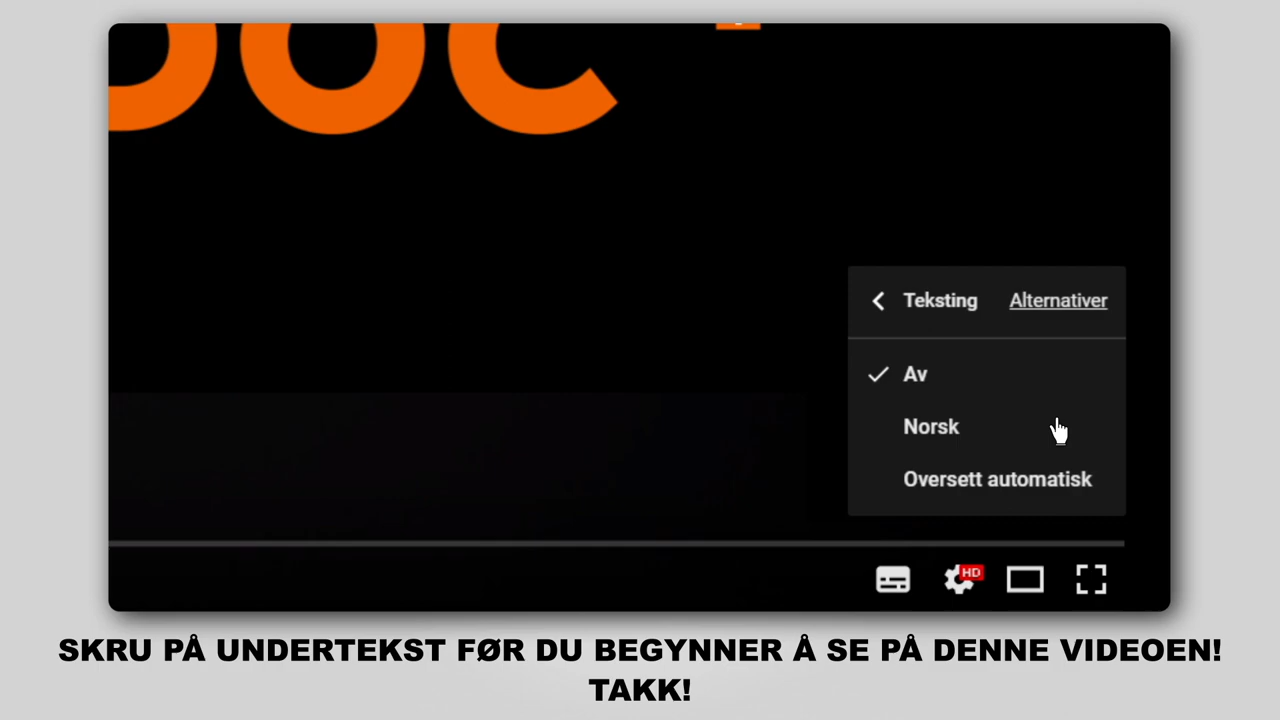 Teksting Alternativer
Av
Norsk
Oversett automatisk
HD
SKRU PÅ UNDERTEKST FØR DU BEGYNNER Å SE PÅ DENNE VIDEOEN!
TAKK!